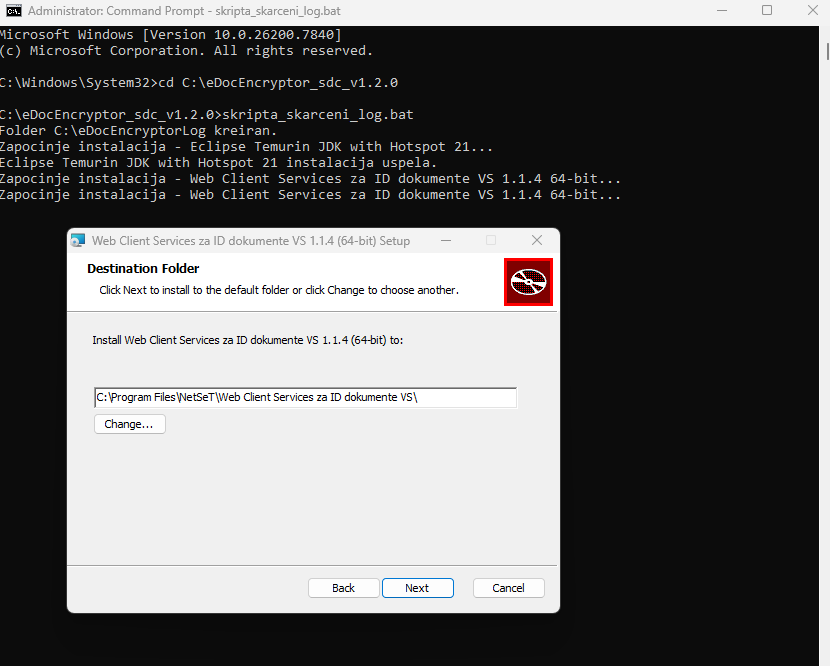 Administrator: Command Prompt - skripta_skarceni_log.bat
Microsoft Windows [Version 10.0.26200.7840]
(c) Microsoft Corporation. All rights reserved.
C:\Windows\System32>cd C:\eDocEncryptor_sdc_v1.2.0
C:\eDocEncryptor_sdc_v1.2.0>skripta_skarceni_log.bat
Folder C:\eDocEncryptorLog kreiran.
Zapocinje instalacija - Eclipse Temurin JDK with Hotspot 21...
Eclipse Temurin JDK with Hotspot 21 instalacija uspela.
Zapocinje instalacija - Web Client Services za ID dokumente VS 1.1.4 64-bit...
Zapocinje instalacija - Web Client Services za ID dokumente VS 1.1.4 64-bit...
Web Client Services za ID dokumente VS 1.1.4 (64-bit) Setup
Destination Folder
Click Next to install to the default folder or click Change to choose another.
Install Web Client Services za ID dokumente VS 1.1.4 (64-bit) to:
C:\Program Files\NetSeT\Web Client Services za ID dokumente VS\
Change...
Back Next Cancel